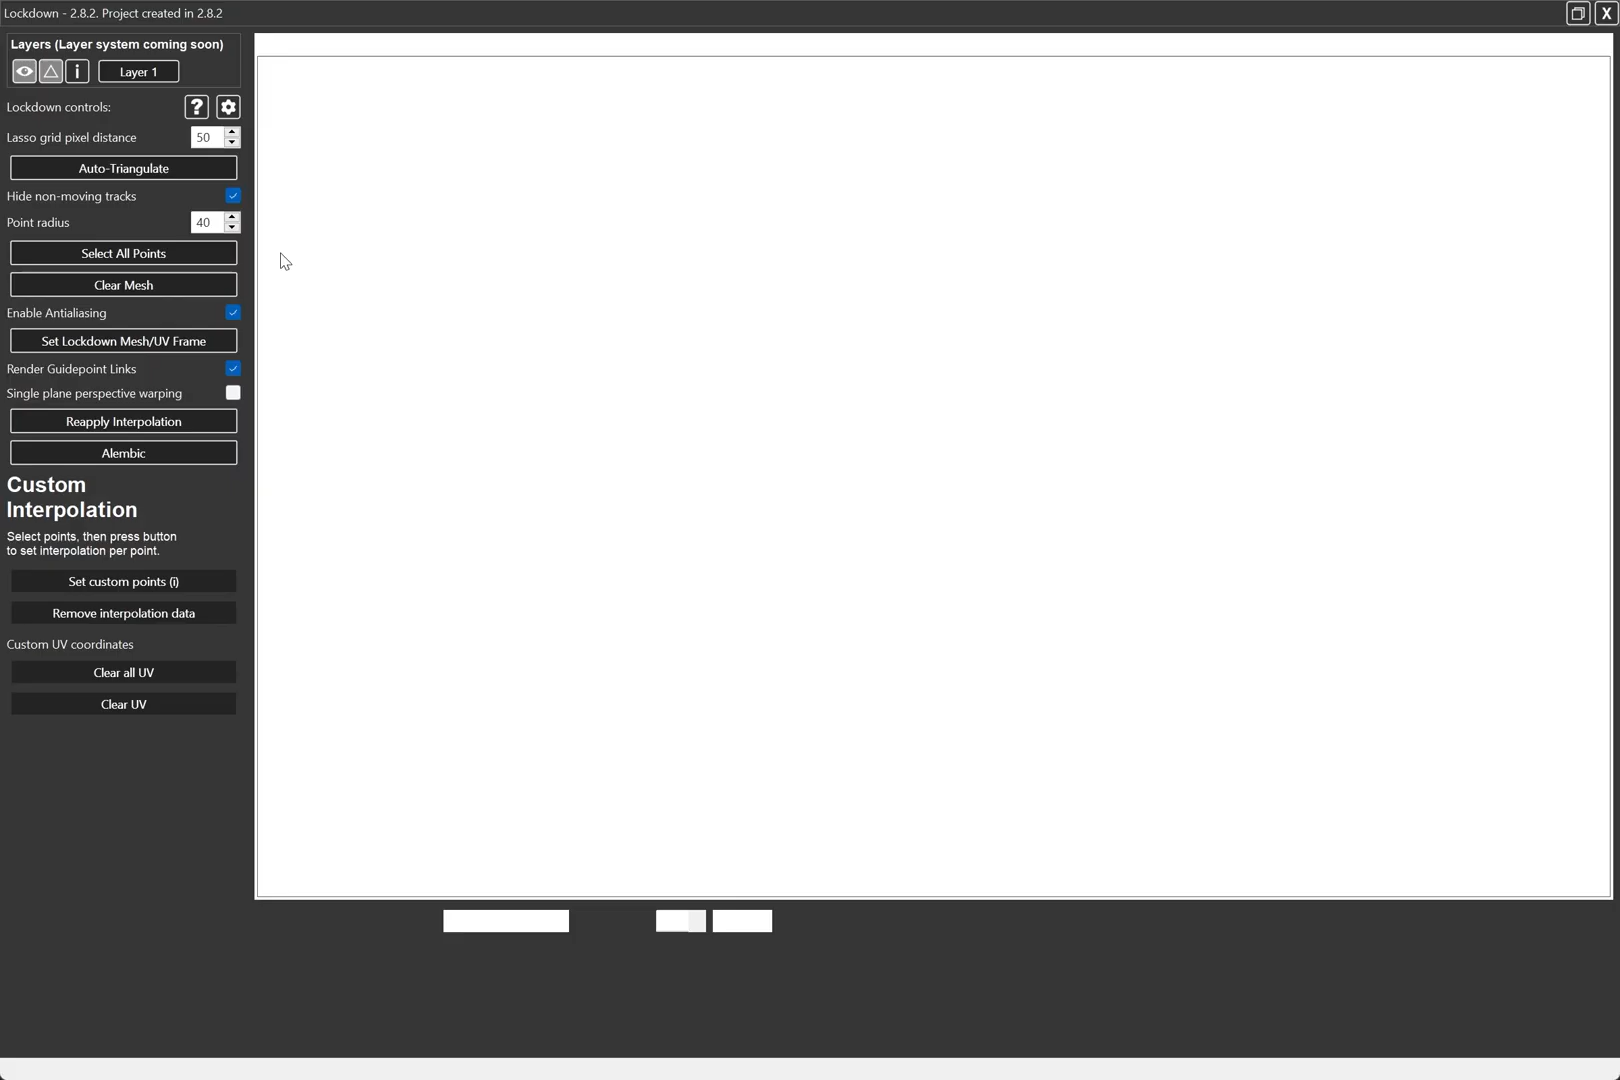 Lockdown - 2.8.2. Project created in 2.8.2
X
Layers (Layer system coming soon)
i
Layer 1
Lockdown controls:
?
Lasso grid pixel distance
50
Auto-Triangulate
Hide non-moving tracks
Point radius
40
Select All Points
Clear Mesh
Enable Antialiasing
Set Lockdown Mesh/UV Frame
Render Guidepoint Links
Single plane perspective warping
Reapply Interpolation
Alembic
Custom
Interpolation
Select points, then press button
to set interpolation per point.
Set custom points (i)
Remove interpolation data
Custom UV coordinates
Clear all UV
Clear UV